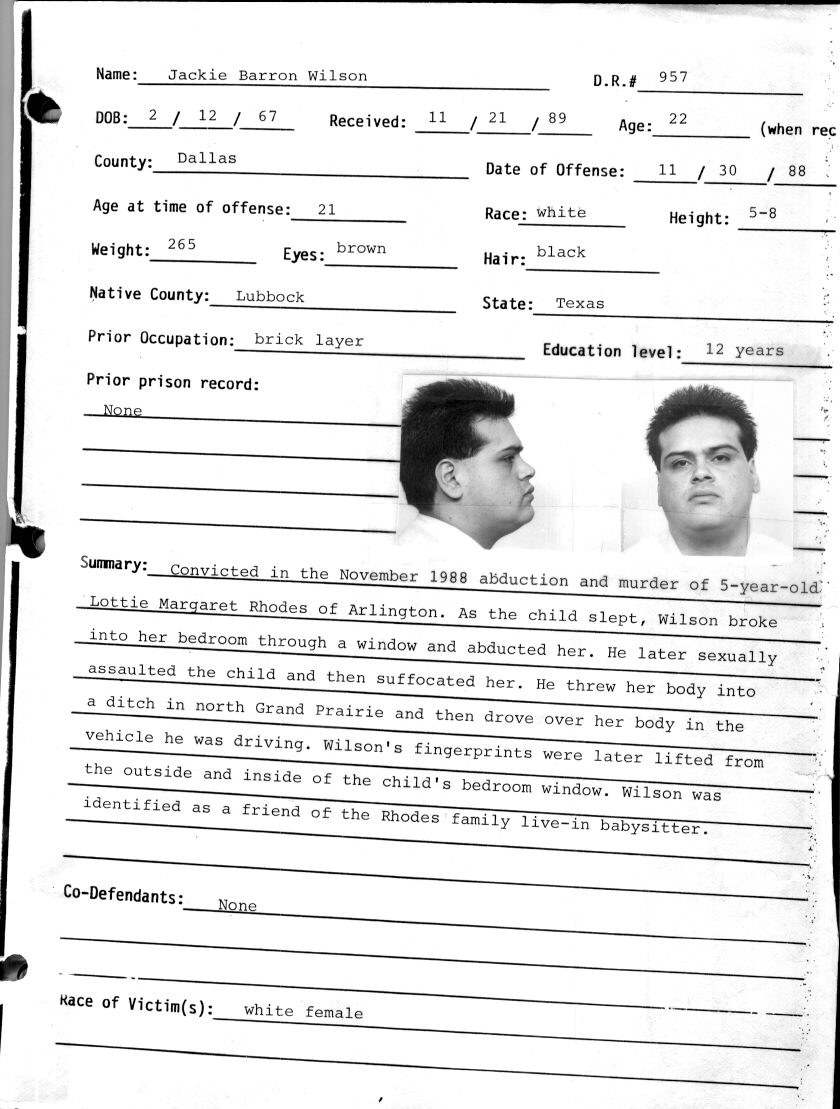 Name: Jackie Barron Wilson D.R.# 957
DOB: 2 / 12 / 67 Received: 11 / 21 / 89 Age: 22 (when rec
County: Dallas Date of Offense: 11 / 30 / 88
Age at time of offense: 21 Race: white Height: 5-8
Weight: 265 Eyes: brown Hair: black
Native County: Lubbock State: Texas
Prior Occupation: brick layer Education level: 12 years
Prior prison record:
None
Summary: Convicted in the November 1988 abduction and murder of 5-year-old
Lottie Margaret Rhodes of Arlington. As the child slept, Wilson broke
into her bedroom through a window and abducted her. He later sexually
assaulted the child and then suffocated her. He threw her body into
a ditch in north Grand Prairie and then drove over her body in the
vehicle he was driving. Wilson's fingerprints were later lifted from
the outside and inside of the child's bedroom window. Wilson was
identified as a friend of the Rhodes family live-in babysitter.
Co-Defendants: None
Race of Victim(s): white female